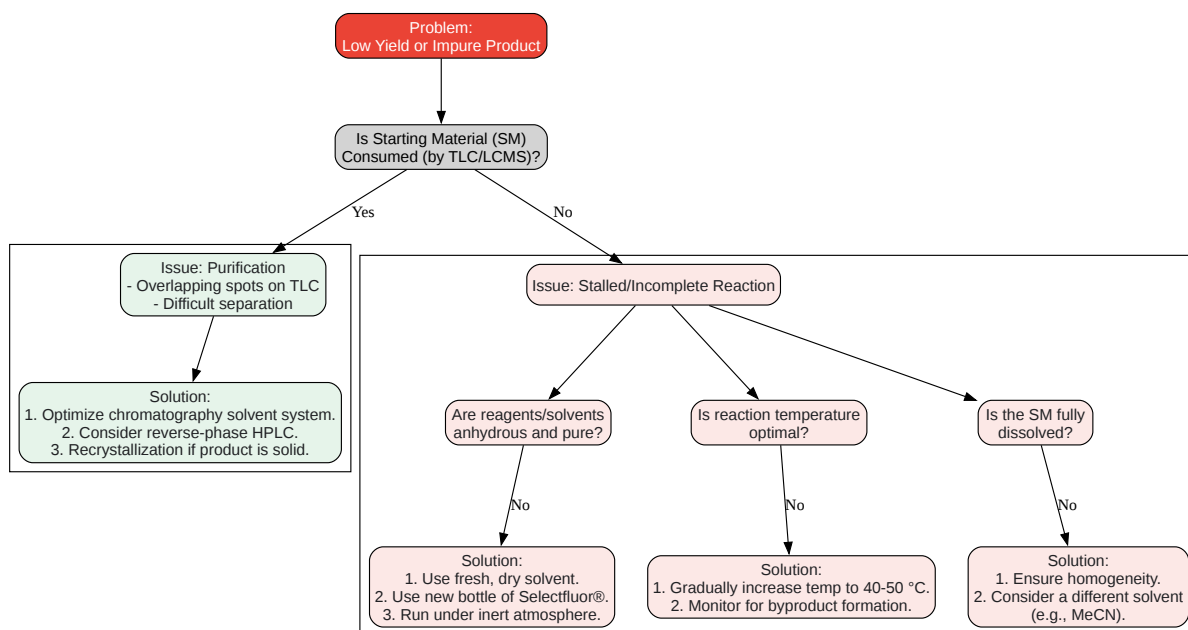 Problem:
Low Yield or Impure Product
Is Starting Material (SM)
Consumed (by TLC/LCMS)?
Yes
No
Issue: Purification
- Overlapping spots on TLC
- Difficult separation
Issue: Stalled/Incomplete Reaction
Solution:
1. Optimize chromatography solvent system.
2. Consider reverse-phase HPLC.
3. Recrystallization if product is solid.
Are reagents/solvents
anhydrous and pure?
Is reaction temperature
optimal?
Is the SM fully
dissolved?
No
No
No
Solution:
1. Use fresh, dry solvent.
2. Use new bottle of Selectfluor®.
3. Run under inert atmosphere.
Solution:
1. Gradually increase temp to 40-50 °C.
2. Monitor for byproduct formation.
Solution:
1. Ensure homogeneity.
2. Consider a different solvent
(e.g., MeCN).